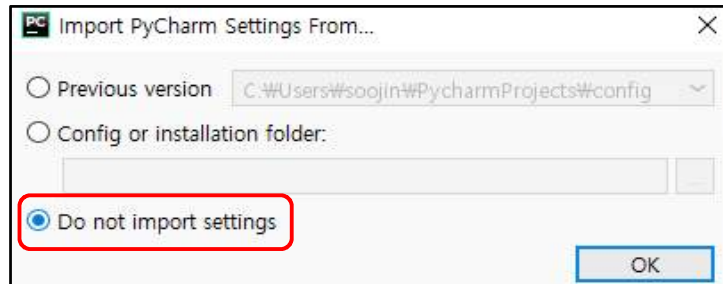 PC Import PyCharm Settings From...
Previous version C:₩Users₩soojin₩PycharmProjects₩config
Config or installation folder:
...
Do not import settings
OK